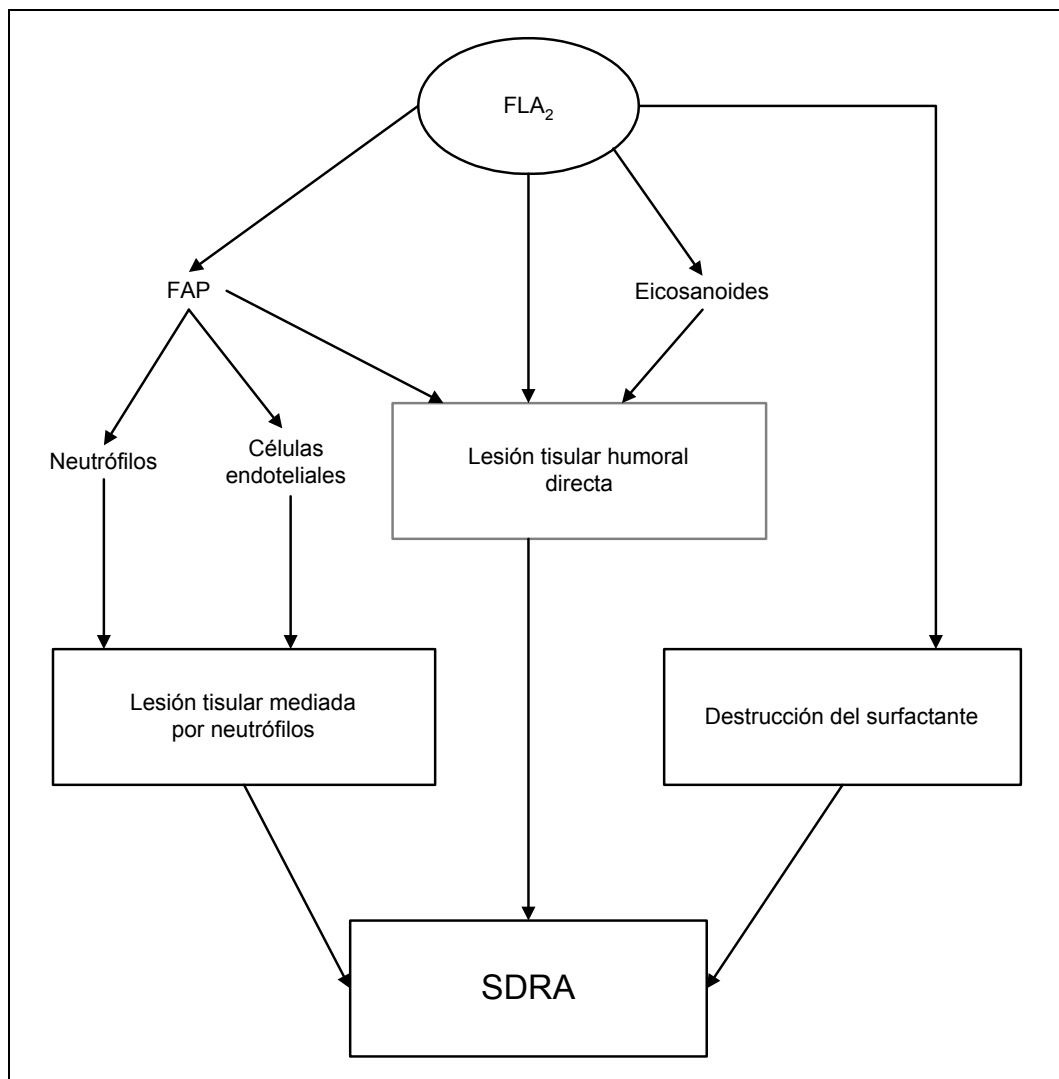 FLA₂
FAP
Eicosanoides
Neutrófilos
Células
endoteliales
Lesión tisular humoral
directa
Lesión tisular mediada
por neutrófilos
Destrucción del surfactante
SDRA